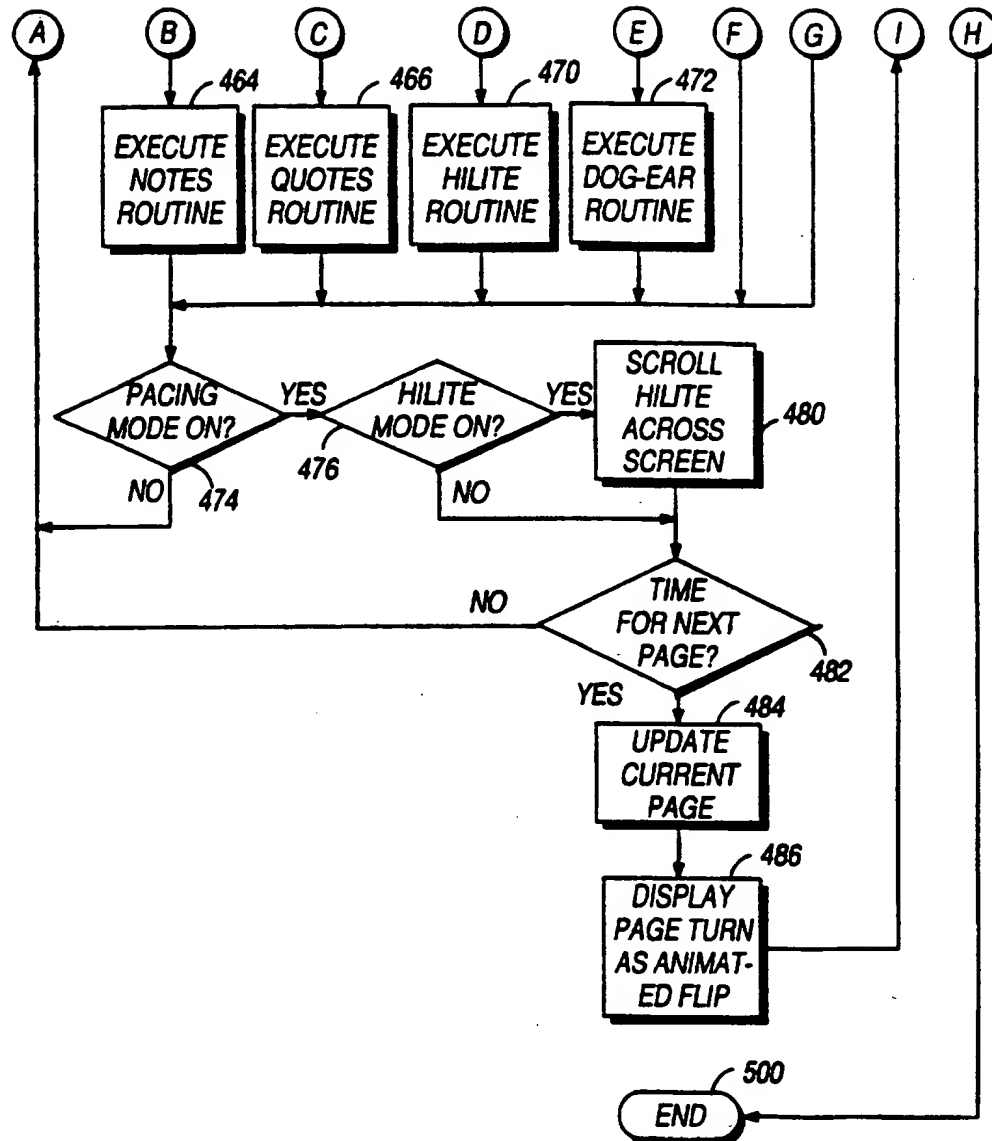 A B C D E F G I H
464 466 470 472
EXECUTE
NOTES
ROUTINE
EXECUTE
QUOTES
ROUTINE
EXECUTE
HILITE
ROUTINE
EXECUTE
DOG-EAR
ROUTINE
PACING
MODE ON?
474
YES
NO
HILITE
MODE ON?
476
YES
NO
SCROLL
HILITE
ACROSS
SCREEN
480
TIME
FOR NEXT
PAGE?
482
NO
YES
484
UPDATE
CURRENT
PAGE
486
DISPLAY
PAGE TURN
AS ANIMAT-
ED FLIP
500
END